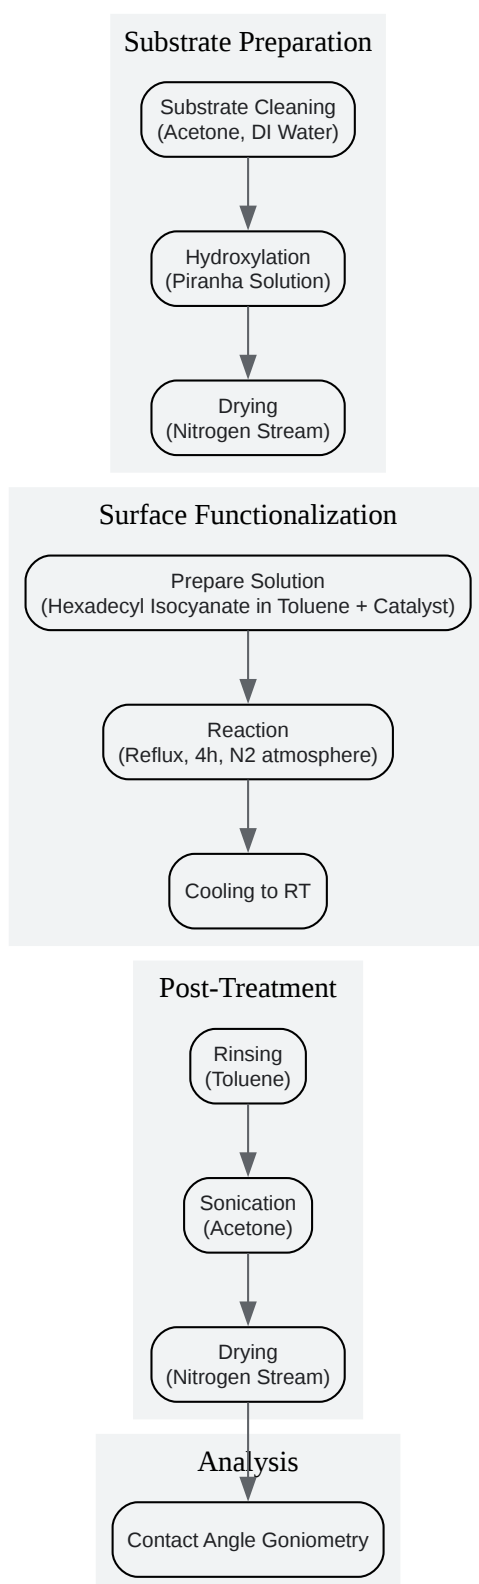 Substrate Preparation
Substrate Cleaning
(Acetone, DI Water)
Hydroxylation
(Piranha Solution)
Drying
(Nitrogen Stream)
Surface Functionalization
Prepare Solution
(Hexadecyl Isocyanate in Toluene + Catalyst)
Reaction
(Reflux, 4h, N2 atmosphere)
Cooling to RT
Post-Treatment
Rinsing
(Toluene)
Sonication
(Acetone)
Drying
(Nitrogen Stream)
Analysis
Contact Angle Goniometry